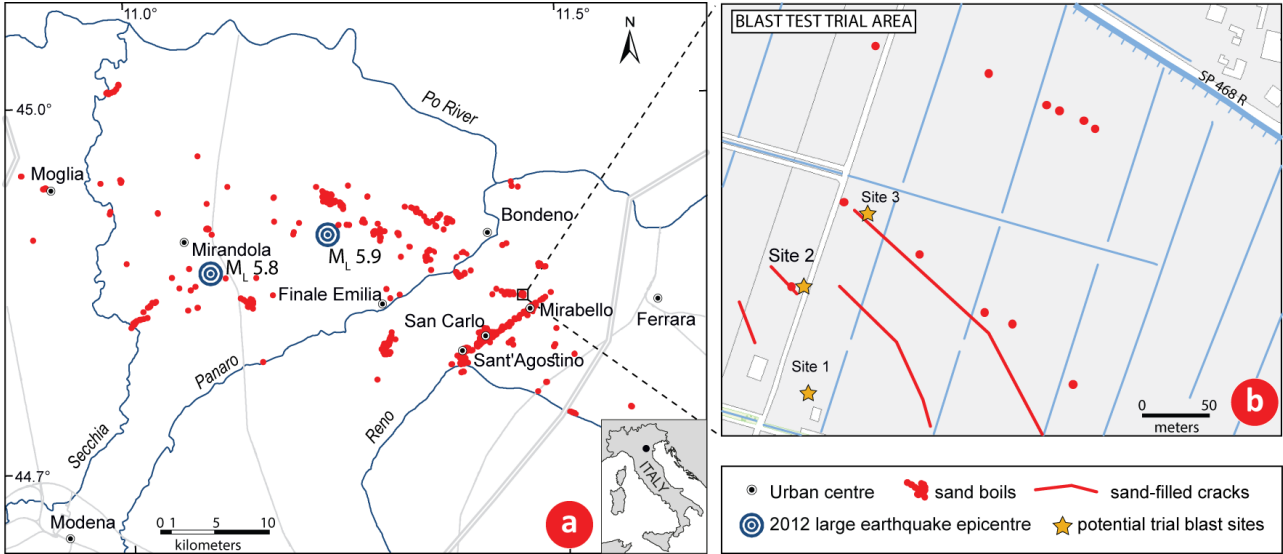 11.0°
11.5°
N
45.0°
Po River
Moglia
Bondeno
Mirandola
M L 5.8
M L 5.9
Finale Emilia
San Carlo
Mirabello
Ferrara
Sant'Agostino
Panaro
Reno
Secchia
44.7°
Modena
0 1 5 10
kilometers
ITALY
a
BLAST TEST TRIAL AREA
SP 468 R
Site 3
Site 2
Site 1
0 50
meters
b
Urban centre
sand boils
sand-filled cracks
2012 large earthquake epicentre
potential trial blast sites